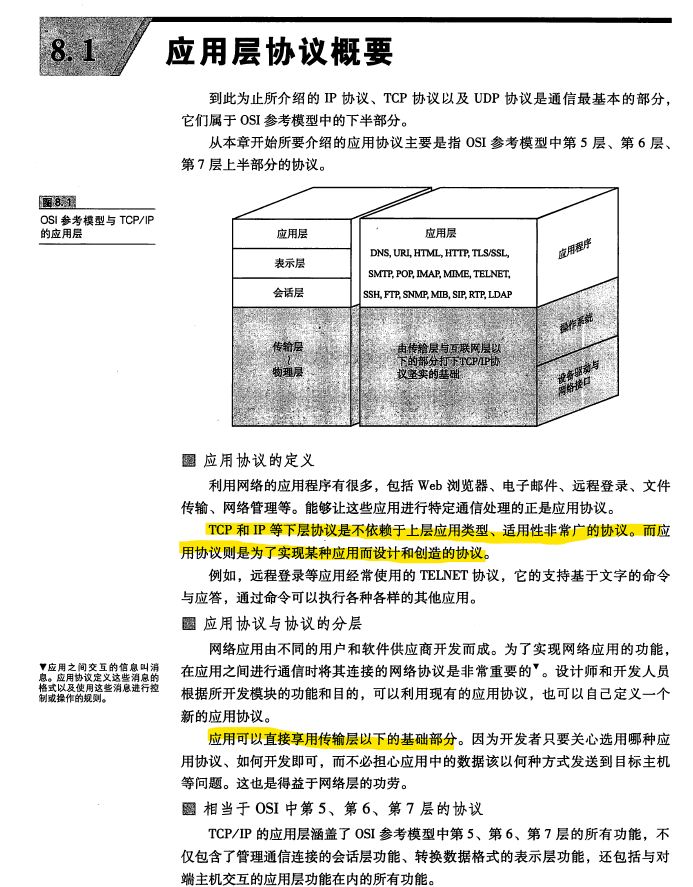 8.1 应用层协议概要
到此为止所介绍的 IP 协议、TCP 协议以及 UDP 协议是通信最基本的部分，
它们属于 OSI 参考模型中的下半部分。
从本章开始所要介绍的应用协议主要是指 OSI 参考模型中第 5 层、第 6 层、
第 7 层上半部分的协议。
图8.1
OSI 参考模型与 TCP/IP
的应用层
应用层
表示层
会话层
传输层
~
物理层
应用层
DNS, URI, HTML, HTTP, TLS/SSL,
SMTP, POP, IMAP, MIME, TELNET,
SSH, FTP, SNMP, MIB, SIP, RTP, LDAP
由传输层与互联网层以
下的部分打下TCP/IP协
议坚实的基础
应用程序
操作系统
设备驱动与
网络接口
应用协议的定义
利用网络的应用程序有很多，包括 Web 浏览器、电子邮件、远程登录、文件
传输、网络管理等。能够让这些应用进行特定通信处理的正是应用协议。
TCP 和 IP 等下层协议是不依赖于上层应用类型、适用性非常广的协议。而应
用协议则是为了实现某种应用而设计和创造的协议。
例如，远程登录等应用经常使用的 TELNET 协议，它的支持基于文字的命令
与应答，通过命令可以执行各种各样的其他应用。
应用协议与协议的分层
网络应用由不同的用户和软件供应商开发而成。为了实现网络应用的功能，
在应用之间进行通信时将其连接的网络协议是非常重要的▼。设计师和开发人员
根据所开发模块的功能和目的，可以利用现有的应用协议，也可以自己定义一个
新的应用协议。
▼应用之间交互的信息叫消
息。应用协议定义这些消息的
格式以及使用这些消息进行控
制或操作的规则。
应用可以直接享用传输层以下的基础部分。因为开发者只要关心选用哪种应
用协议、如何开发即可，而不必担心应用中的数据该以何种方式发送到目标主机
等问题。这也是得益于网络层的功劳。
相当于 OSI 中第 5、第 6、第 7 层的协议
TCP/IP 的应用层涵盖了 OSI 参考模型中第 5、第 6、第 7 层的所有功能，不
仅包含了管理通信连接的会话层功能、转换数据格式的表示层功能，还包括与对
端主机交互的应用层功能在内的所有功能。